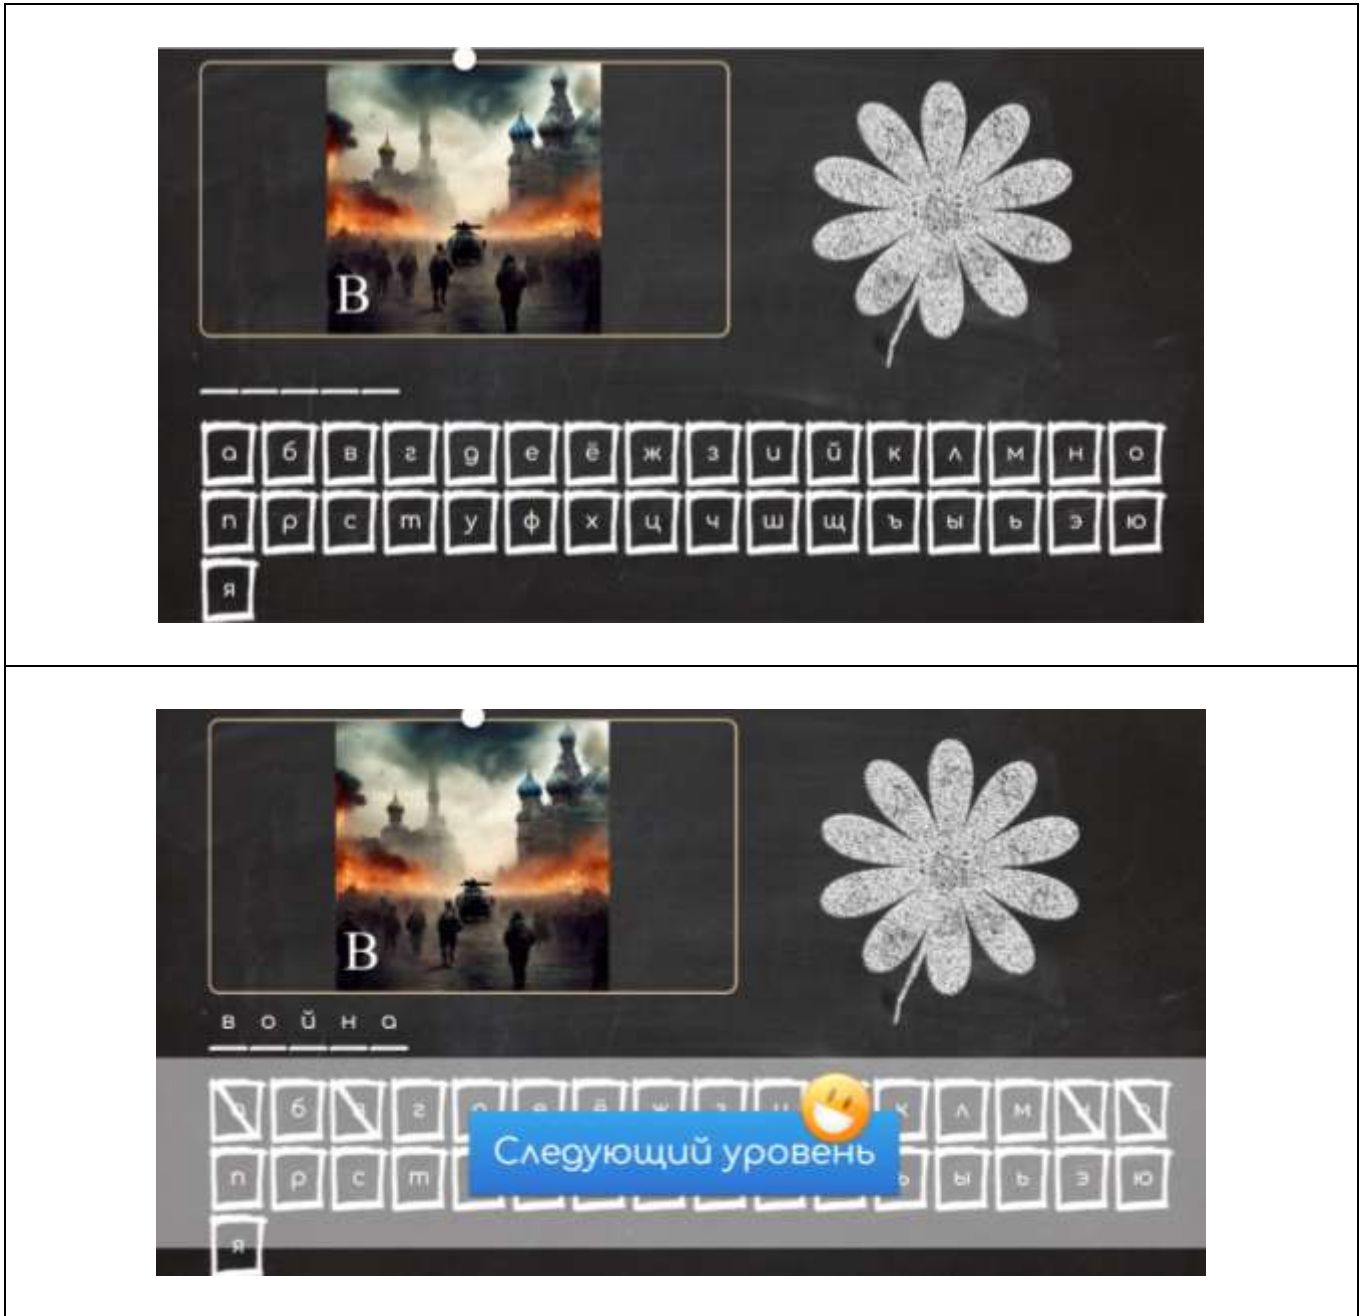 В
а б в г д е ё ж з и й к л м н о
п р с т у ф х ц ч ш щ ъ ы ь э ю
я
В
в о й н а
б г л м
Следующий уровень
п р с т ы ь э ю
я